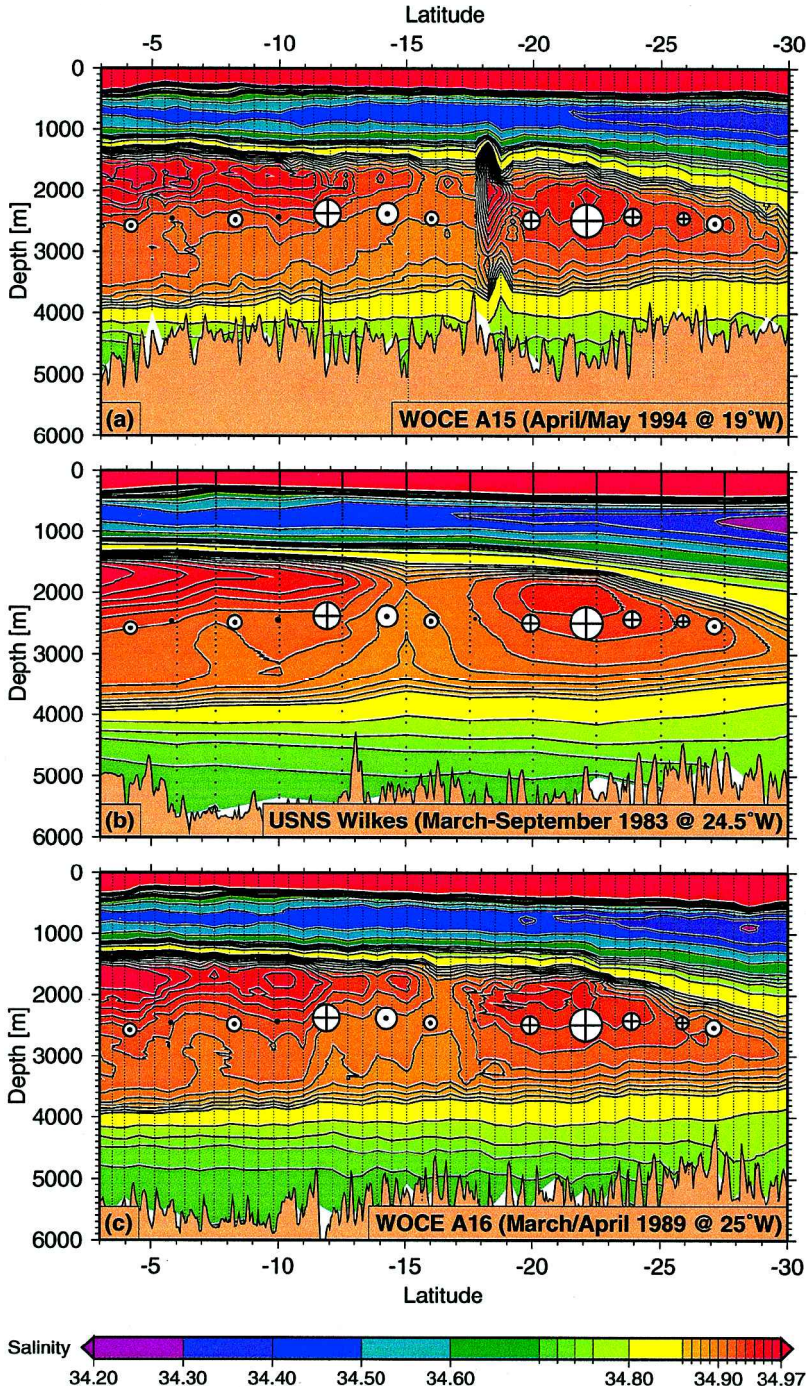 Latitude
-5 -10 -15 -20 -25 -30
0
1000
2000
3000
4000
5000
6000
Depth [m]
(a) WOCE A15 (April/May 1994 @ 19°W)
0
1000
2000
3000
4000
5000
6000
Depth [m]
(b) USNS Wilkes (March-September 1983 @ 24.5°W)
0
1000
2000
3000
4000
5000
6000
Depth [m]
(c) WOCE A16 (March/April 1989 @ 25°W)
-5 -10 -15 -20 -25 -30
Latitude
Salinity
34.20 34.30 34.40 34.50 34.60 34.80 34.90 34.97